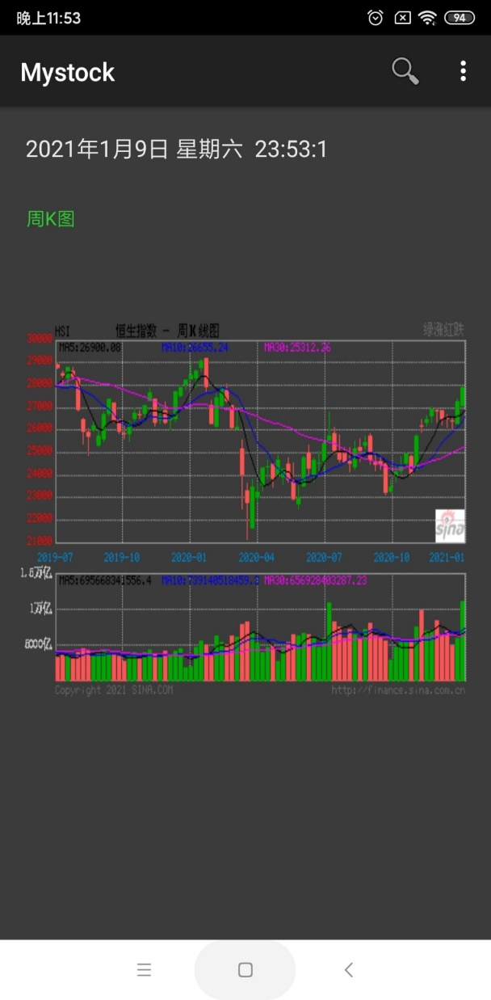 晚上11:53
94
Mystock
2021年1月9日 星期六 23:53:1
周K图
HSI 恒生指数 - 周K线图 绿涨红跌
MA5:26900.08 MA10:26655.24 MA30:25312.26
30000
29000
28000
27000
26000
25000
24000
23000
22000
21000
sina
2019-07 2019-10 2020-01 2020-04 2020-07 2020-10 2021-01
MA5:695668341556.4 MA10:739140518459.3 MA30:656928403287.23
1万亿
8000亿
Copyright 2021 SINA.COM http://finance.sina.com.cn